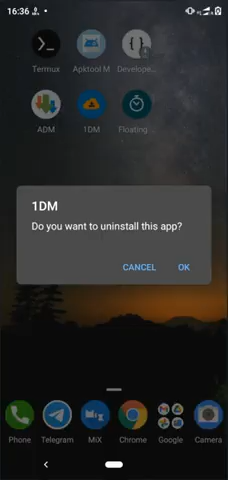 16:36
Termux
Apktool M
Develope...
ADM
1DM
Floating ...
1DM
Do you want to uninstall this app?
CANCEL
OK
Phone
Telegram
MiX
Chrome
Google
Camera